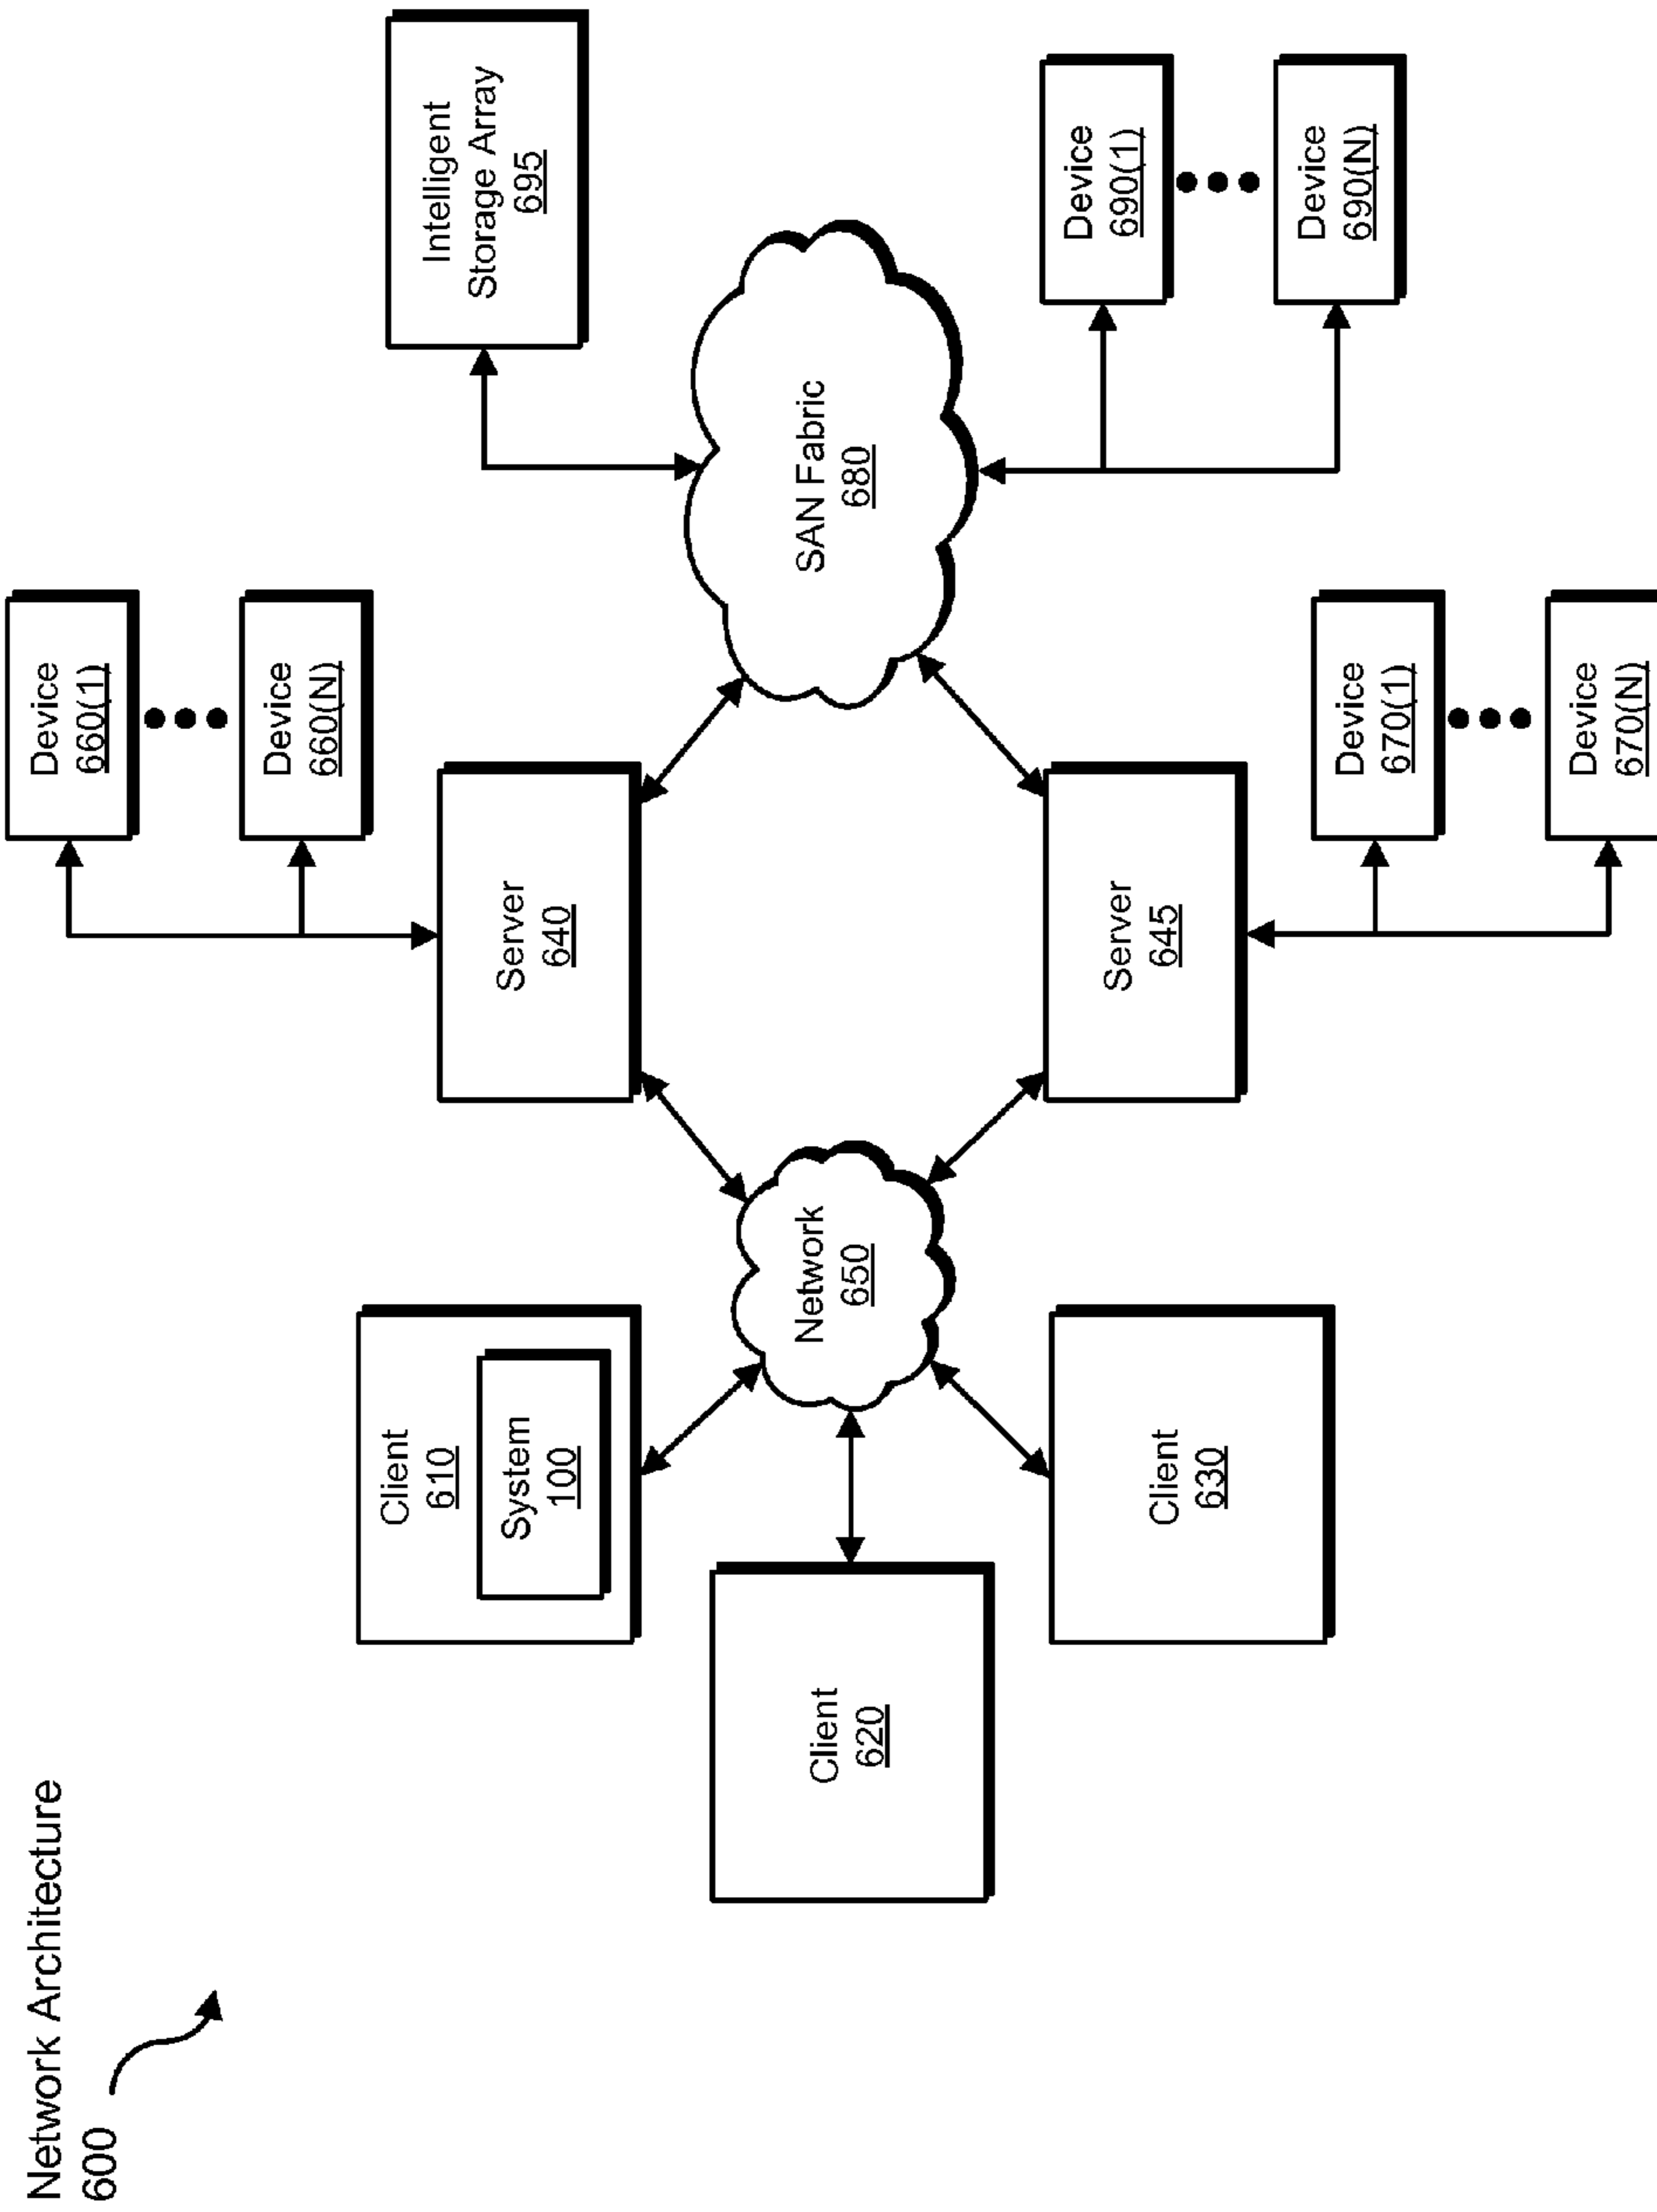 Network Architecture
600
Client
610
System
100
Client
620
Client
630
Network
650
Server
640
Server
645
Device
660(1)
Device
660(N)
Device
670(1)
Device
670(N)
SAN Fabric
680
Intelligent
Storage Array
695
Device
690(1)
Device
690(N)